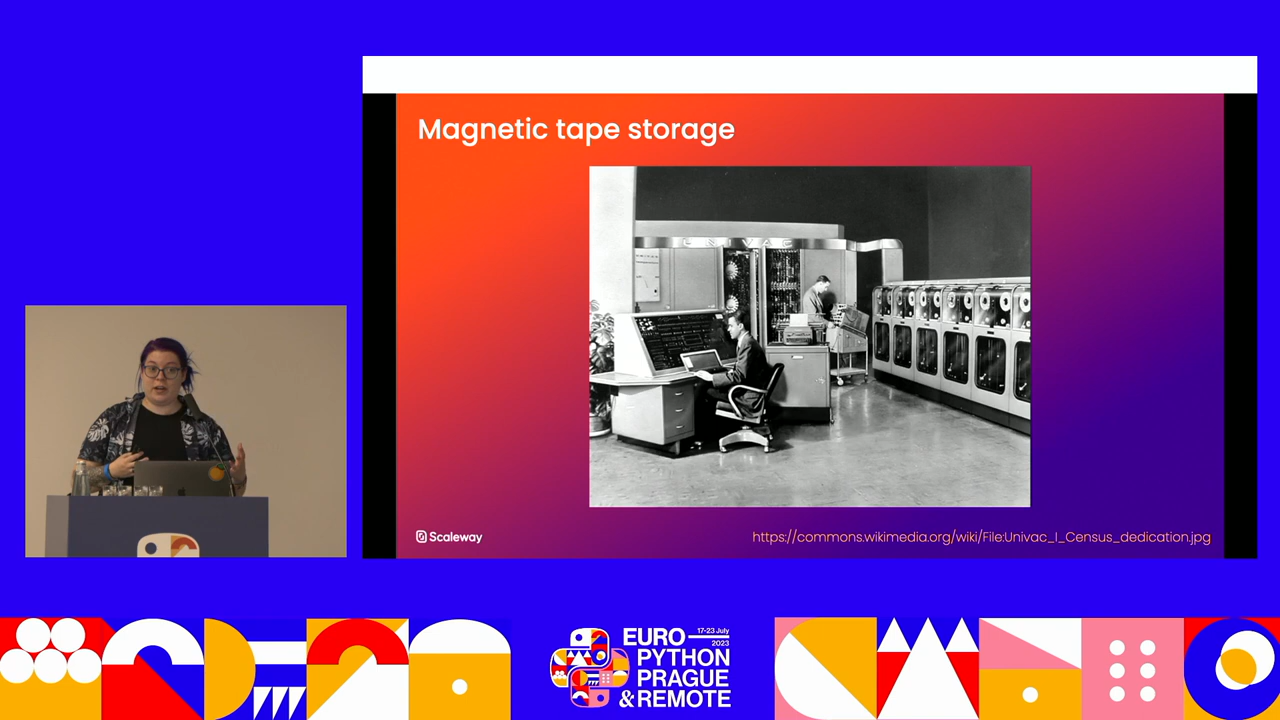 Magnetic tape storage
UNIVAC
Scaleway
https://commons.wikimedia.org/wiki/File:Univac_I_Census_dedication.jpg
EURO
17-23 July
2023
PYTHON
PRAGUE
& REMOTE